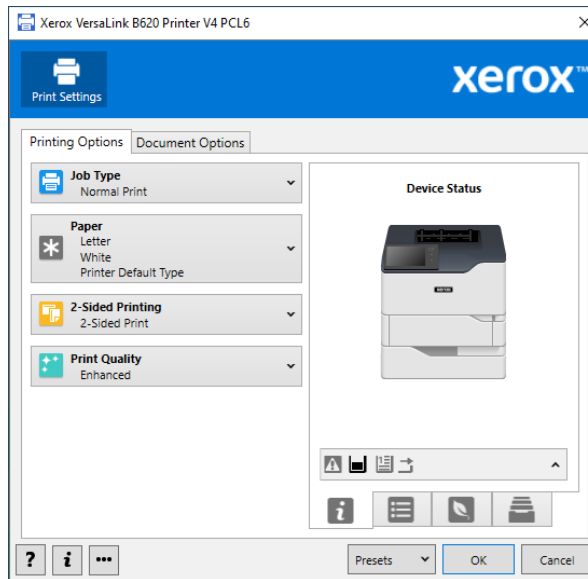 Xerox VersaLink B620 Printer V4 PCL6
Print Settings
xerox™
Printing Options
Document Options
Job Type
Normal Print
Paper
Letter
White
Printer Default Type
2-Sided Printing
2-Sided Print
Print Quality
Enhanced
Device Status
xerox
?
i
•••
Presets
OK
Cancel